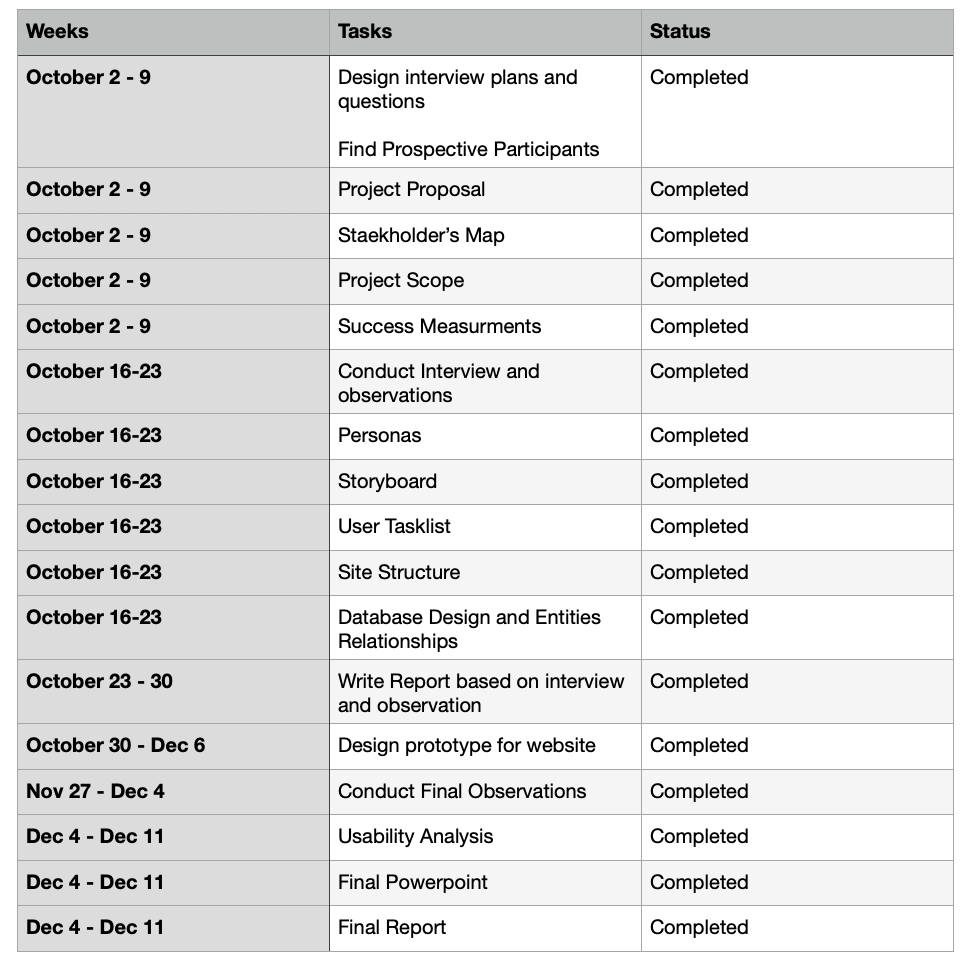 Weeks Tasks Status
October 2 - 9 Design interview plans and Completed
questions
Find Prospective Participants
October 2 - 9 Project Proposal Completed
October 2 - 9 Staekholder’s Map Completed
October 2 - 9 Project Scope Completed
October 2 - 9 Success Measurments Completed
October 16-23 Conduct Interview and Completed
observations
October 16-23 Personas Completed
October 16-23 Storyboard Completed
October 16-23 User Tasklist Completed
October 16-23 Site Structure Completed
October 16-23 Database Design and Entities Completed
Relationships
October 23 - 30 Write Report based on interview Completed
and observation
October 30 - Dec 6 Design prototype for website Completed
Nov 27 - Dec 4 Conduct Final Observations Completed
Dec 4 - Dec 11 Usability Analysis Completed
Dec 4 - Dec 11 Final Powerpoint Completed
Dec 4 - Dec 11 Final Report Completed